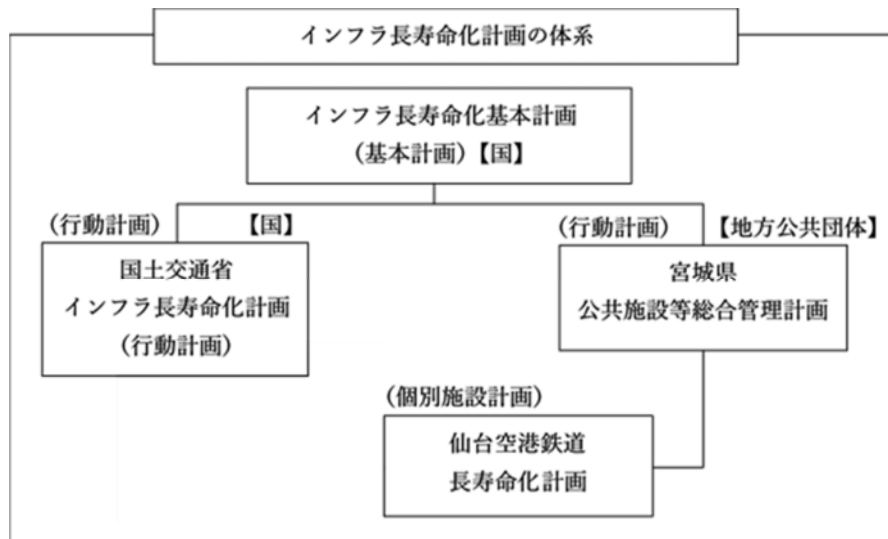 インフラ長寿命化計画の体系
インフラ長寿命化基本計画
(基本計画)【国】
(行動計画) 【国】
国土交通省
インフラ長寿命化計画
(行動計画)
(行動計画) 【地方公共団体】
宮城県
公共施設等総合管理計画
(個別施設計画)
仙台空港鉄道
長寿命化計画